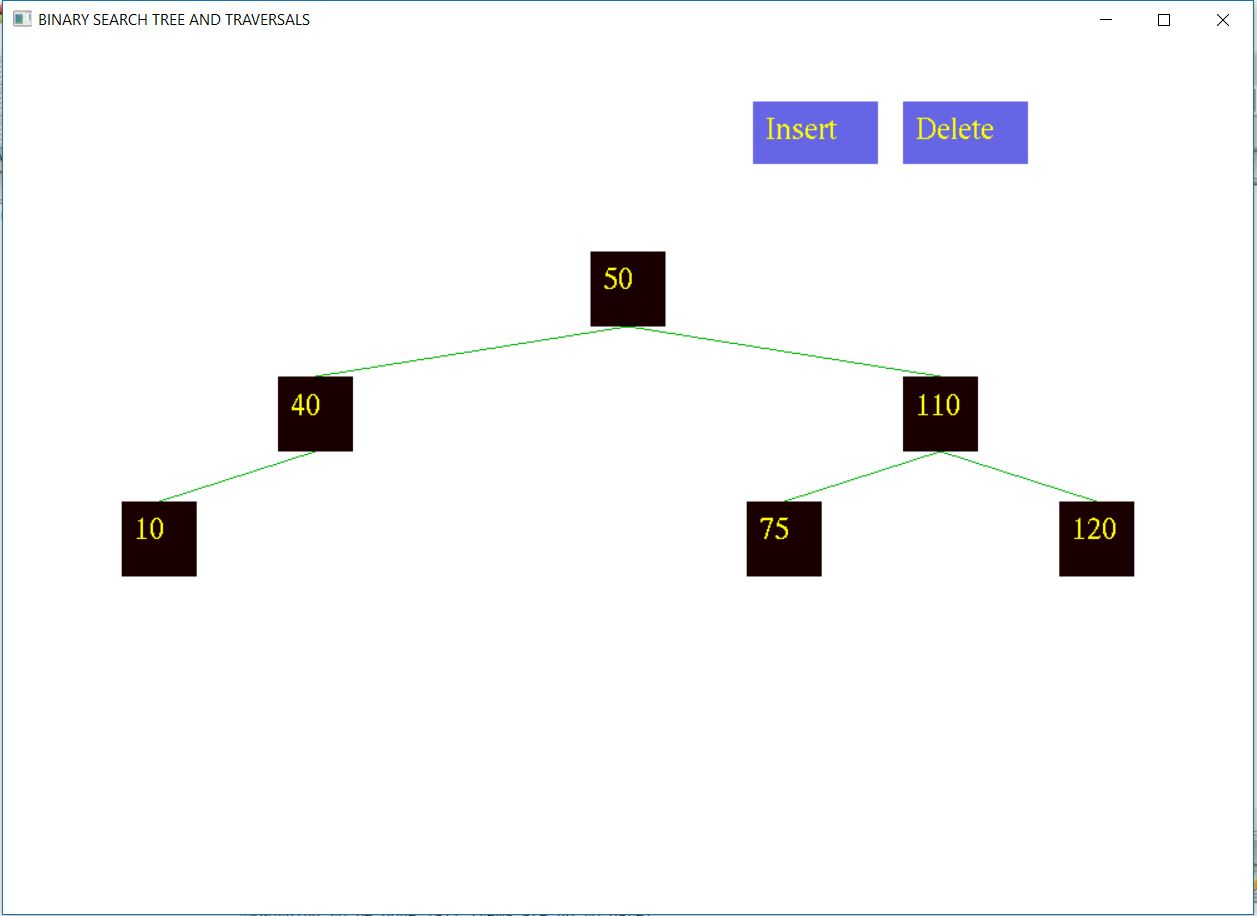 BINARY SEARCH TREE AND TRAVERSALS
Insert Delete
50
40 110
10 75 120